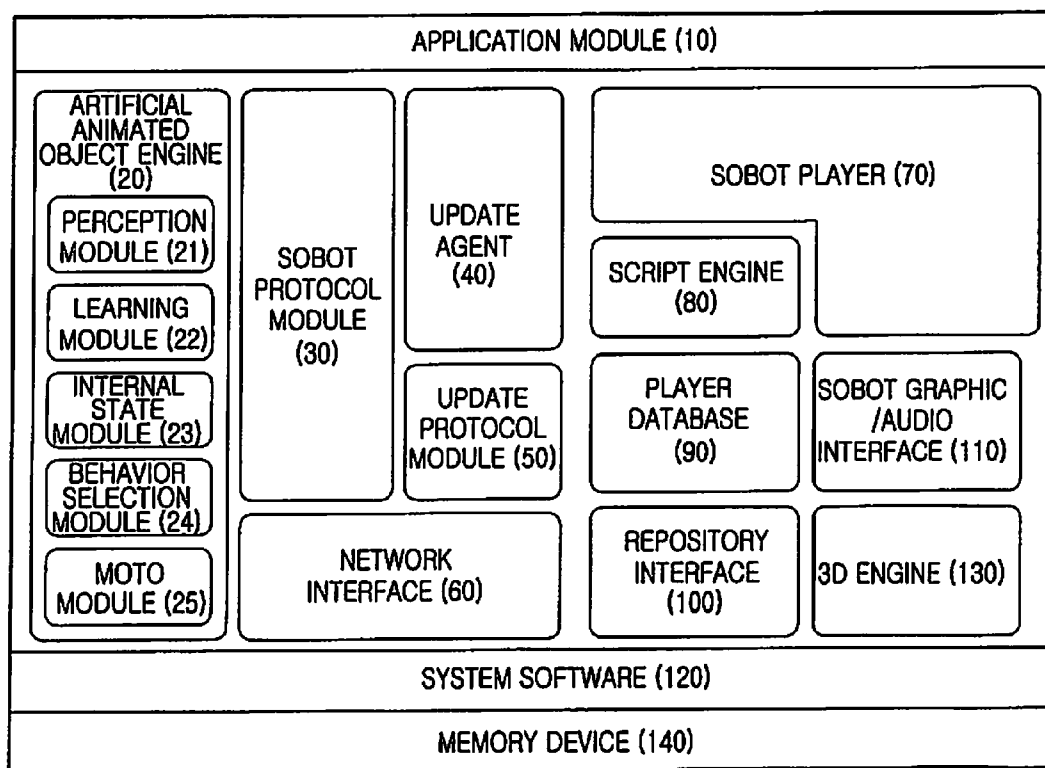 APPLICATION MODULE (10)
ARTIFICIAL
ANIMATED
OBJECT ENGINE
(20)
PERCEPTION
MODULE (21)
LEARNING
MODULE (22)
INTERNAL
STATE
MODULE (23)
BEHAVIOR
SELECTION
MODULE (24)
MOTO
MODULE (25)
SOBOT
PROTOCOL
MODULE
(30)
UPDATE
AGENT
(40)
UPDATE
PROTOCOL
MODULE (50)
NETWORK
INTERFACE (60)
SOBOT PLAYER (70)
SCRIPT ENGINE
(80)
PLAYER
DATABASE
(90)
SOBOT GRAPHIC
/AUDIO
INTERFACE (110)
REPOSITORY
INTERFACE
(100)
3D ENGINE (130)
SYSTEM SOFTWARE (120)
MEMORY DEVICE (140)